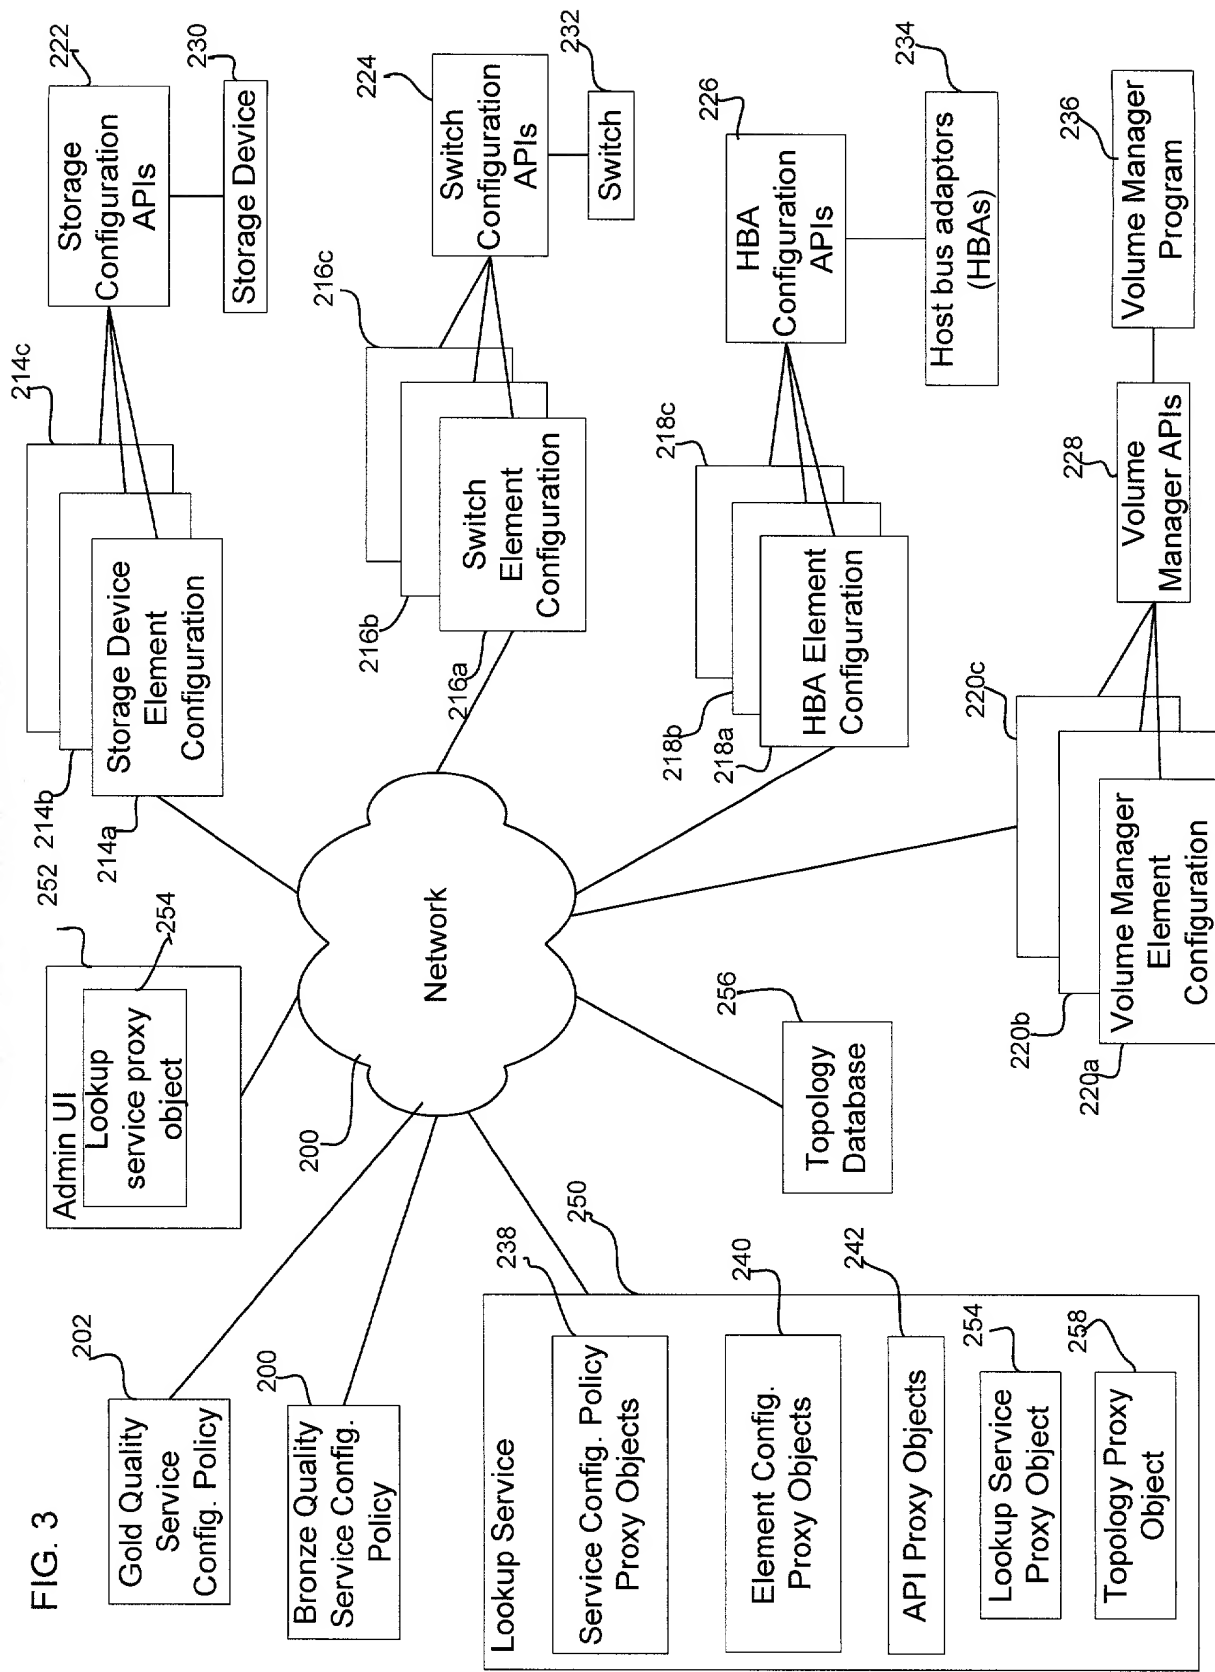 FIG. 3
202
Gold Quality
Service
Config. Policy
200
Bronze Quality
Service Config.
Policy
Admin UI
Lookup
service proxy
object
252
254
200
Network
Lookup Service
250
238
Service Config. Policy
Proxy Objects
240
Element Config.
Proxy Objects
242
API Proxy Objects
254
Lookup Service
Proxy Object
258
Topology Proxy
Object
256
Topology
Database
214a
214b
214c
Storage Device
Element
Configuration
222
Storage
Configuration
APIs
230
Storage Device
216a
216b
216c
Switch
Element
Configuration
224
Switch
Configuration
APIs
232
Switch
218a
218b
218c
HBA Element
Configuration
226
HBA
Configuration
APIs
234
Host bus adaptors
(HBAs)
220a
220b
220c
Volume Manager
Element
Configuration
228
Volume
Manager APIs
236
Volume Manager
Program